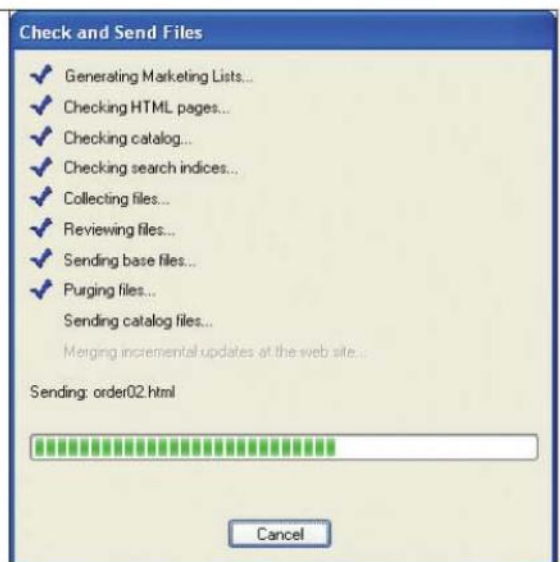 Check and Send Files
Generating Marketing Lists...
Checking HTML pages...
Checking catalog...
Checking search indices...
Collecting files...
Reviewing files...
Sending base files...
Purging files...
Sending catalog files...
Merging incremental updates at the web site...
Sending: order02.html
Cancel